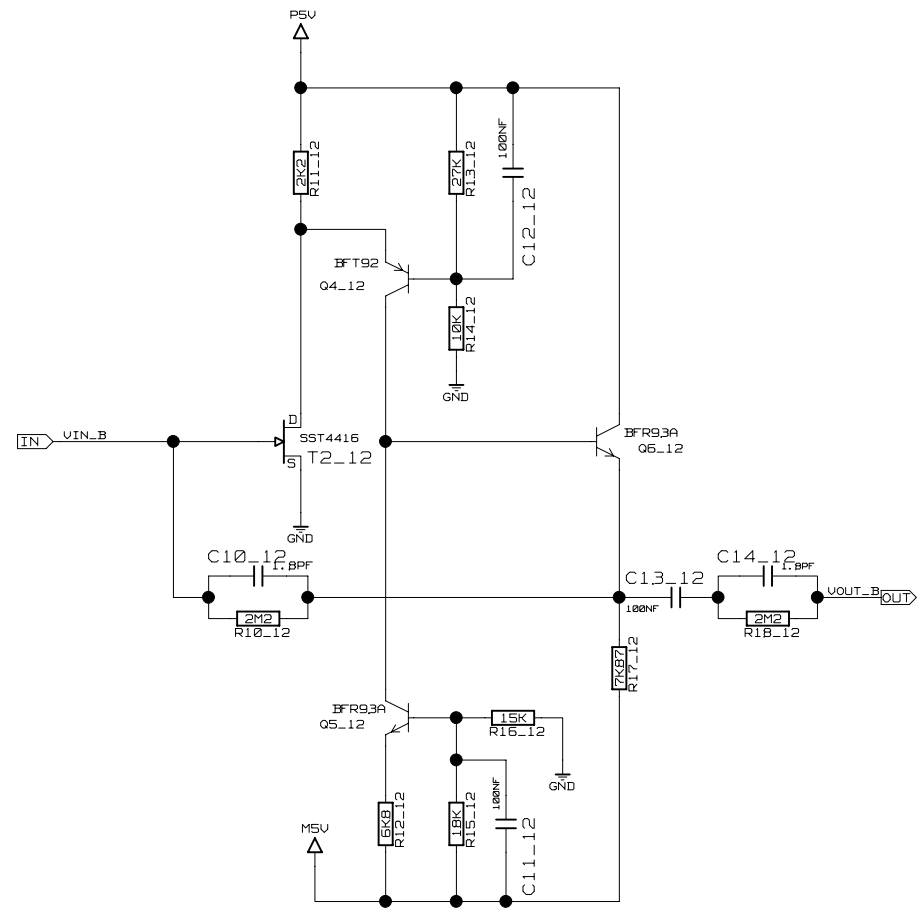 P5V
2K2
R11_12
27K
R13_12
100NF
C12_12
BFT92
Q4_12
10K
R14_12
GND
IN
VIN_B
D
SST4416
S
T2_12
GND
BFR93A
Q6_12
C10_12
1.8PF
2M2
R10_12
C13_12
100NF
C14_12
1.8PF
2M2
R18_12
VOUT_B
OUT
7K87
R17_12
BFR93A
Q5_12
15K
R16_12
GND
100NF
C11_12
6K8
R12_12
18K
R15_12
M5V